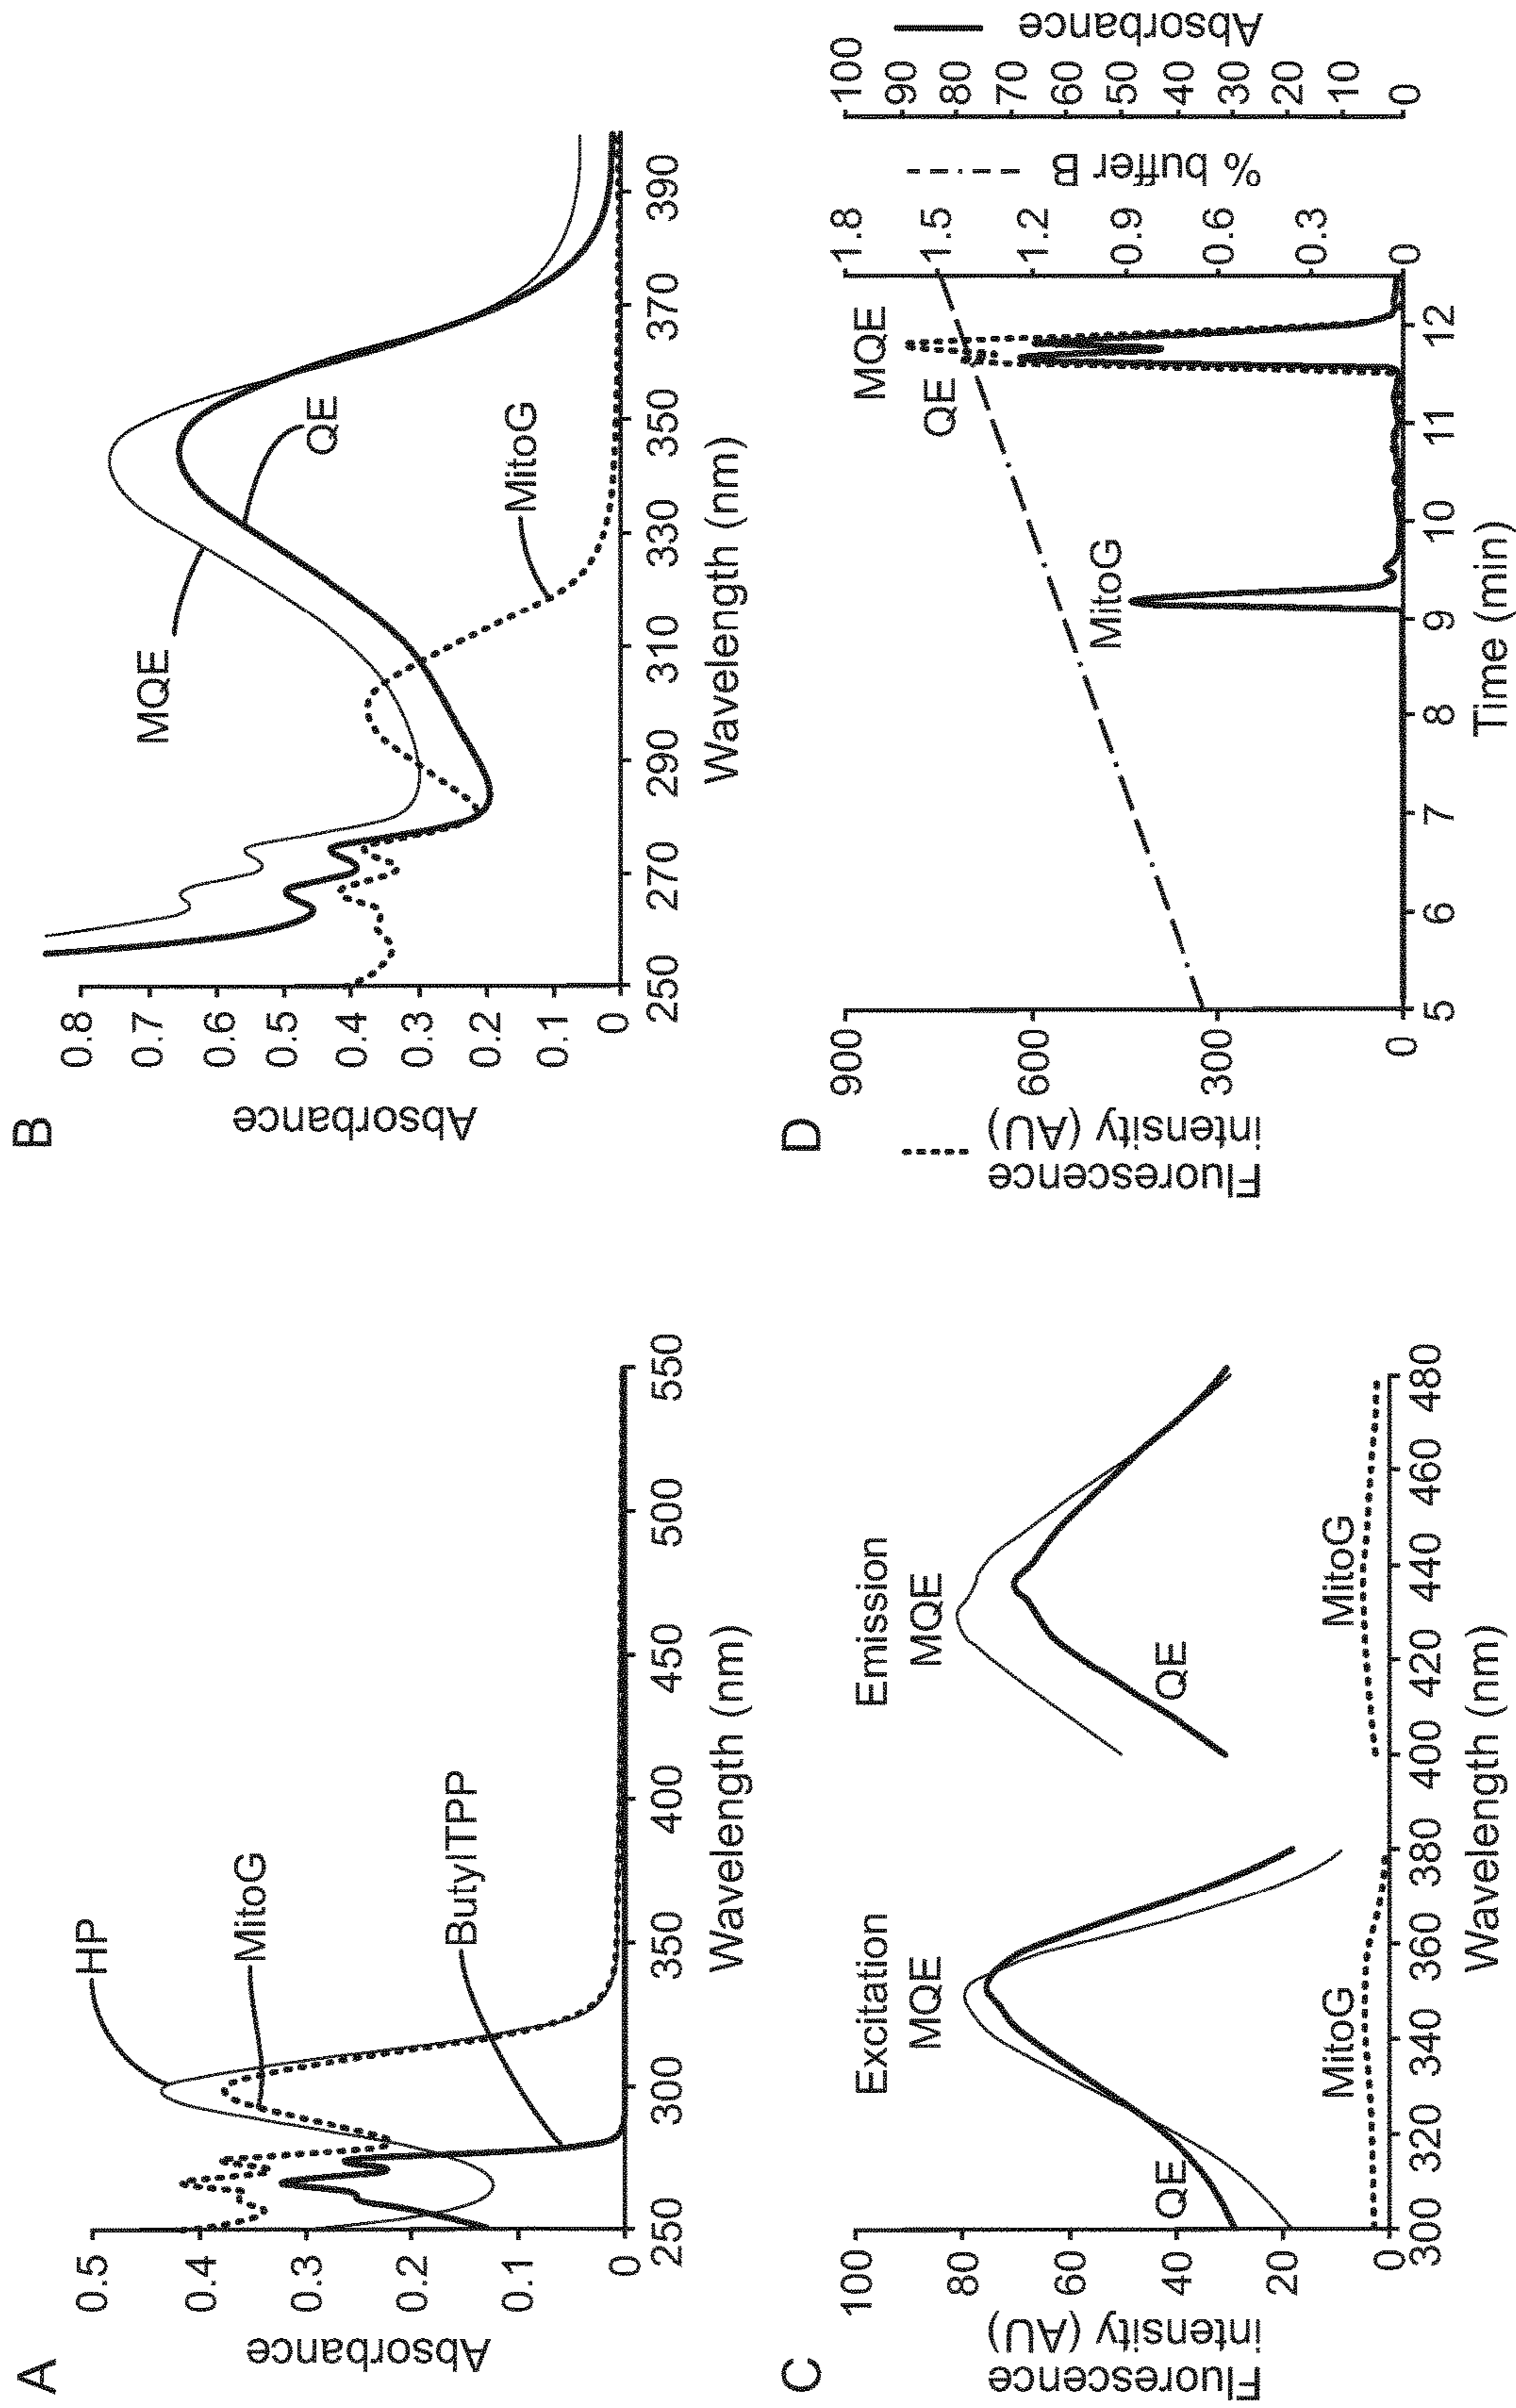 A
Absorbance
0.5
0.4
0.3
0.2
0.1
0
HP
MitoG
ButylTPP
250
300
350
400
450
500
550
Wavelength (nm)
B
Absorbance
0.8
0.7
0.6
0.5
0.4
0.3
0.2
0.1
0
MQE
QE
MitoG
250
270
290
310
330
350
370
390
Wavelength (nm)
C
Fluorescence
intensity (AU)
100
80
60
40
20
0
Excitation
MQE
QE
MitoG
Emission
MQE
QE
MitoG
300
320
340
360
380
400
420
440
460
480
Wavelength (nm)
D
Fluorescence
intensity (AU)
900
600
300
0
MitoG
QE
MQE
5
6
7
8
9
10
11
12
Time (min)
1.8
1.5
1.2
0.9
0.6
0.3
0
% buffer B
100
90
80
70
60
50
40
30
20
10
0
Absorbance